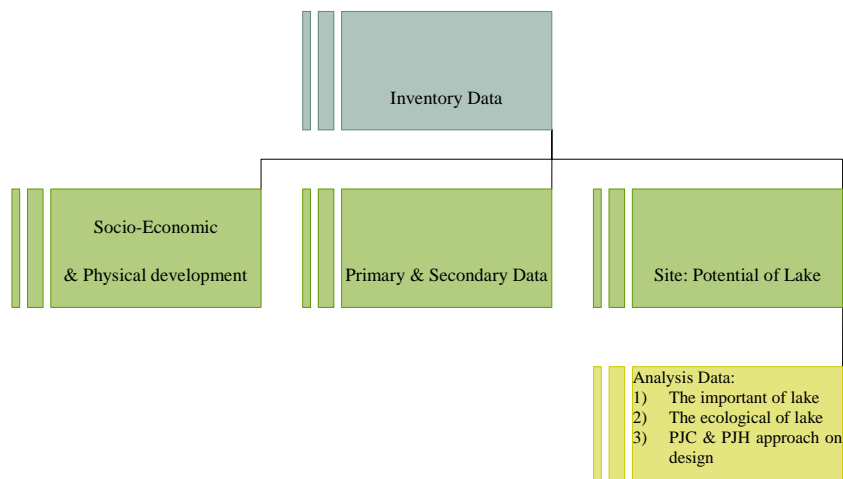 Inventory Data
Socio-Economic
& Physical development
Primary & Secondary Data
Site: Potential of Lake
Analysis Data:
1) The important of lake
2) The ecological of lake
3) PJC & PJH approach on
design